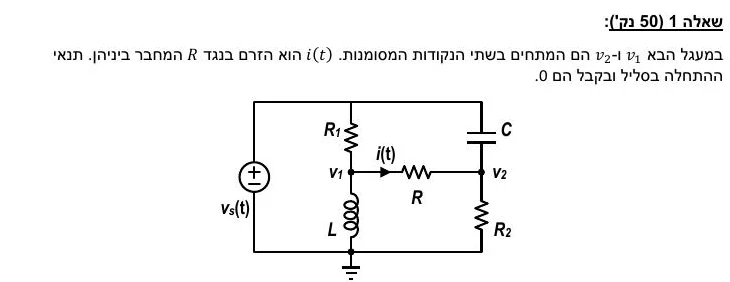 שאלה 1 (50 נק'):
במעגל הבא v₁ ו-v₂ הם המתחים בשתי הנקודות המסומנות. i(t) הוא הזרם בנגד R המחבר ביניהן. תנאי
ההתחלה בסליל ובקבל הם 0.
R₁
C
i(t)
V₁
V₂
R
vₛ(t)
L
R₂